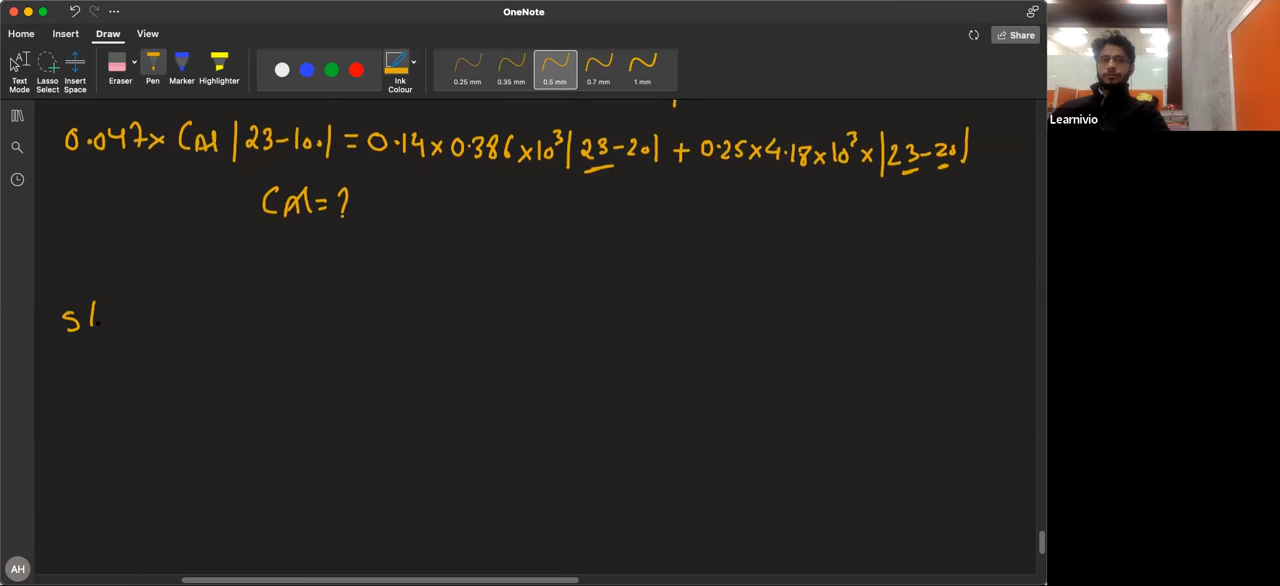 OneNote
Home Insert Draw View
Share
Text Mode
Lasso Select
Insert Space
Eraser
Pen
Marker
Highlighter
Ink Colour
0.25 mm
0.35 mm
0.5 mm
0.7 mm
1 mm
Learnivio
0.047× CAl |23-100| = 0.14×0.386×10³|23-20| + 0.25×4.18×10³×|23-20|
CAl = ?
AH